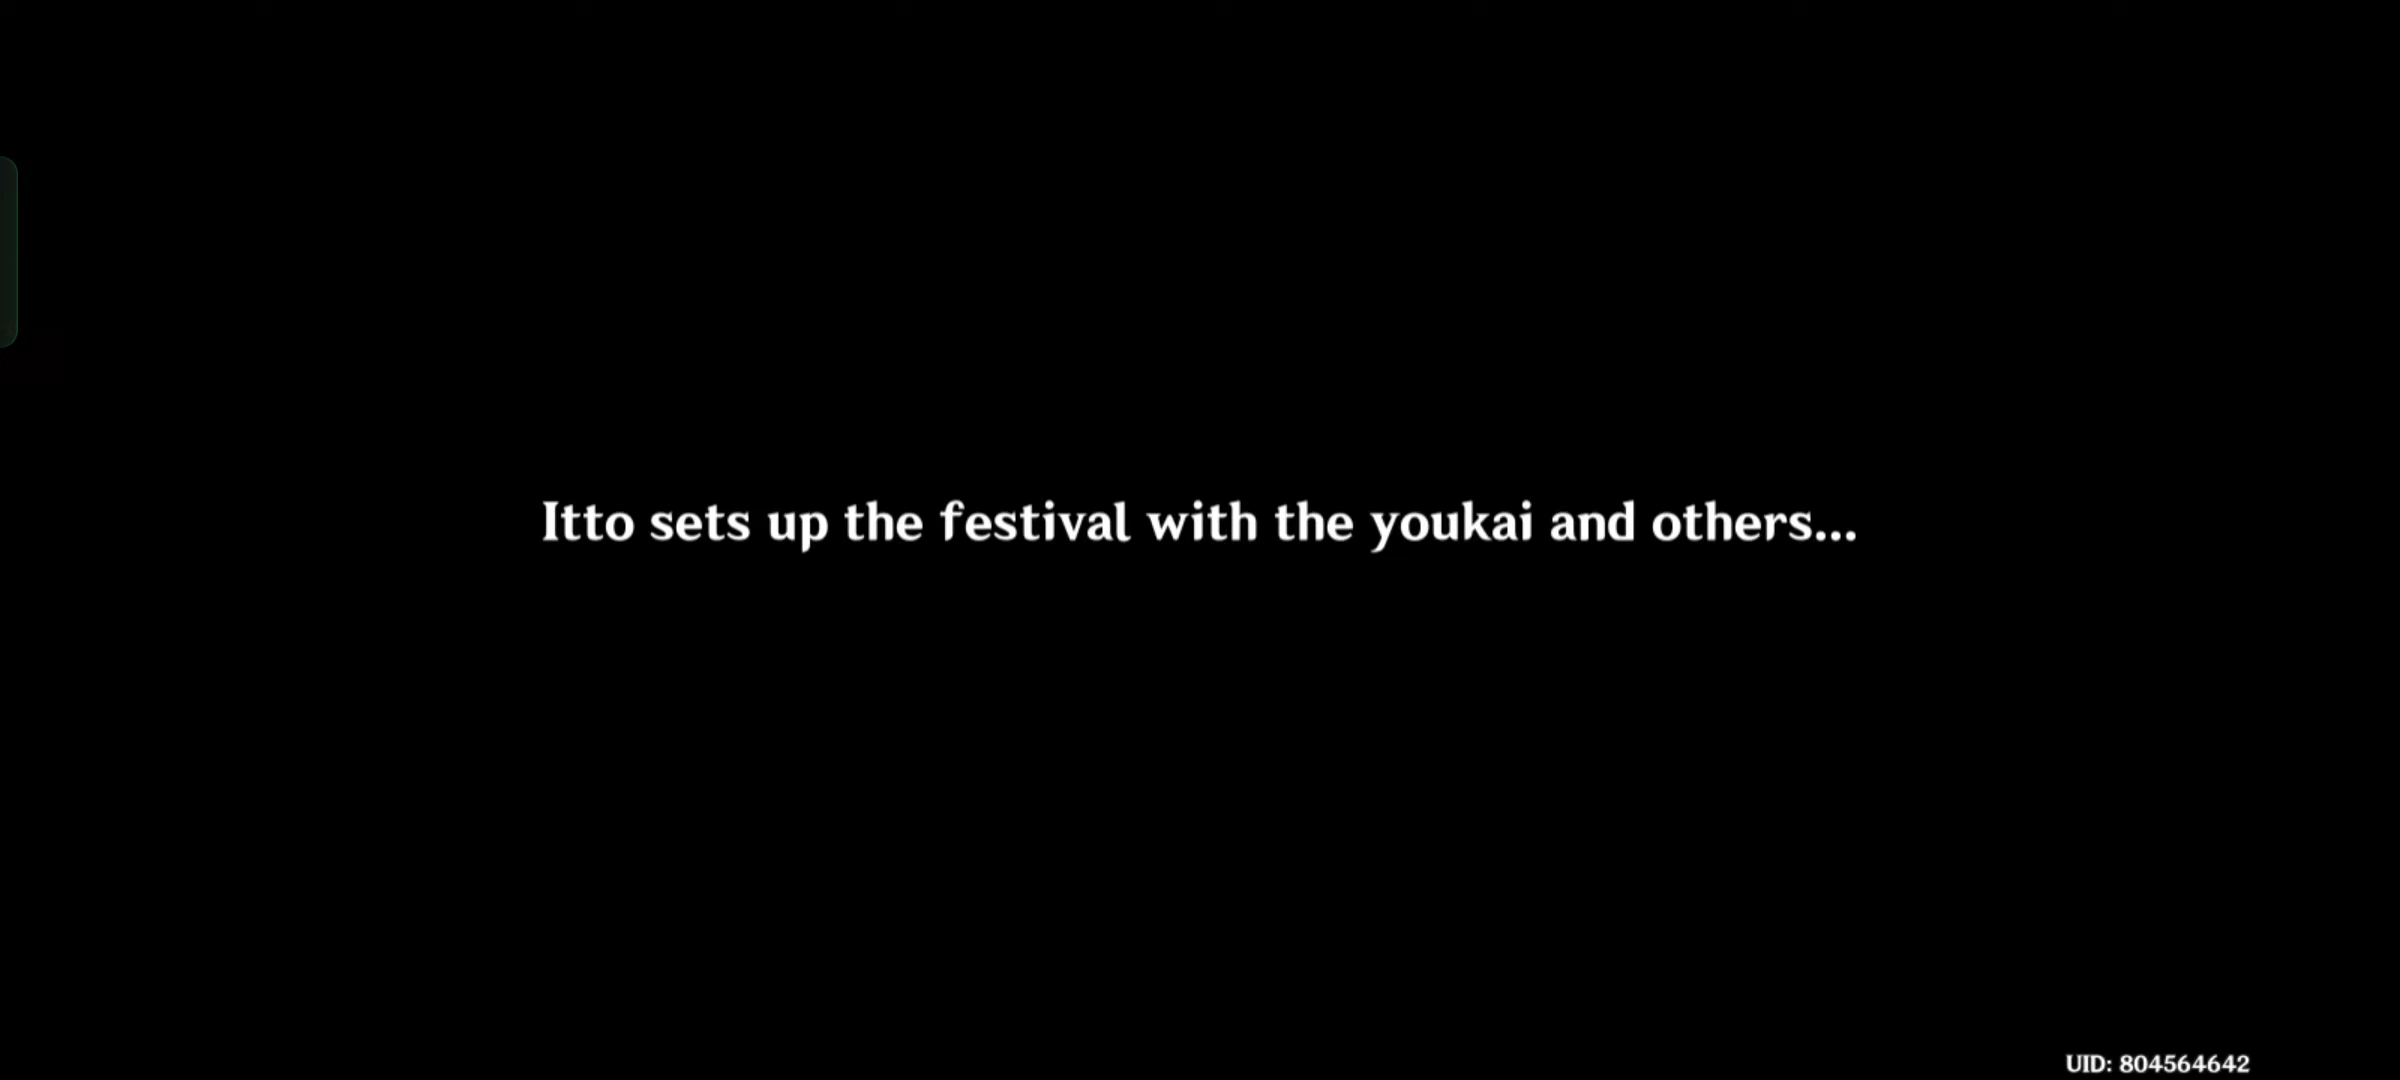 Itto sets up the festival with the youkai and others...
UID: 804564642